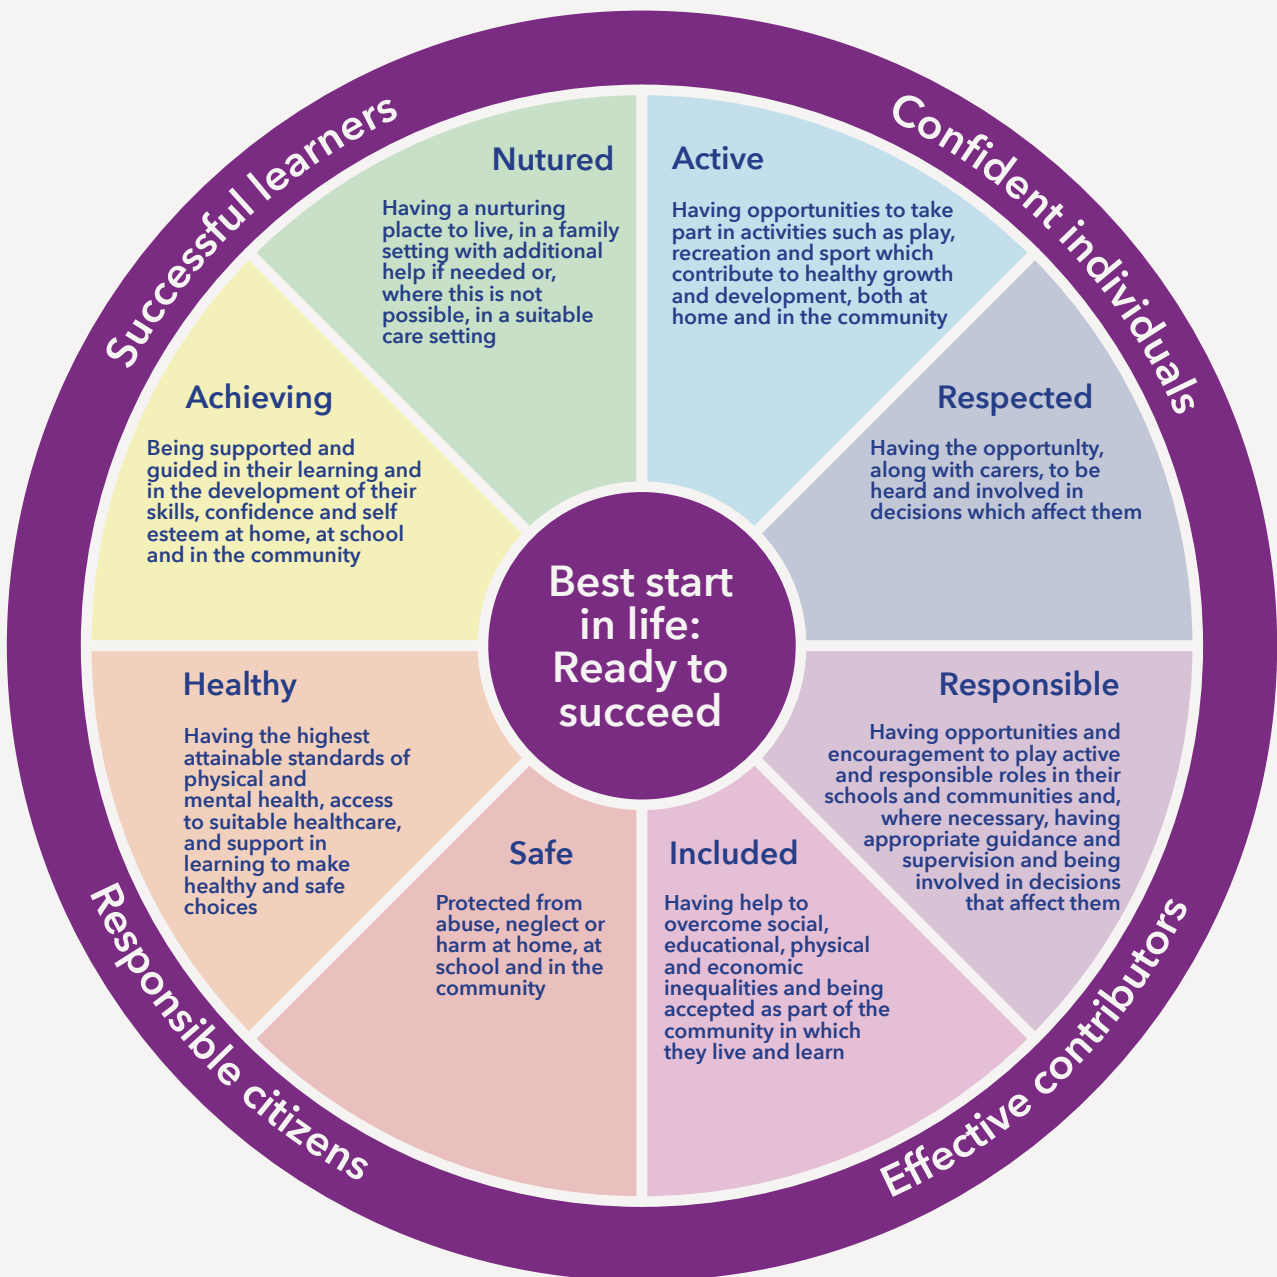 Successful learners
Confident individuals
Nutured
Having a nurturing
placte to live, in a family
setting with additional
help if needed or,
where this is not
possible, in a suitable
care setting
Active
Having opportunities to take
part in activities such as play,
recreation and sport which
contribute to healthy growth
and development, both at
home and in the community
Achieving
Being supported and
guided in their learning and
in the development of their
skills, confidence and self
esteem at home, at school
and in the community
Respected
Having the opportunlty,
along with carers, to be
heard and involved in
decisions which affect them
Best start
in life:
Ready to
succeed
Healthy
Having the highest
attainable standards of
physical and
mental health, access
to suitable healthcare,
and support in
learning to make
healthy and safe
choices
Responsible
Having opportunities and
encouragement to play active
and responsible roles in their
schools and communities and,
where necessary, having
appropriate guidance and
supervision and being
involved in decisions
that affect them
Safe
Protected from
abuse, neglect or
harm at home, at
school and in the
community
Included
Having help to
overcome social,
educational, physical
and economic
inequalities and being
accepted as part of the
community in which
they live and learn
Responsible citizens
Effective contributors